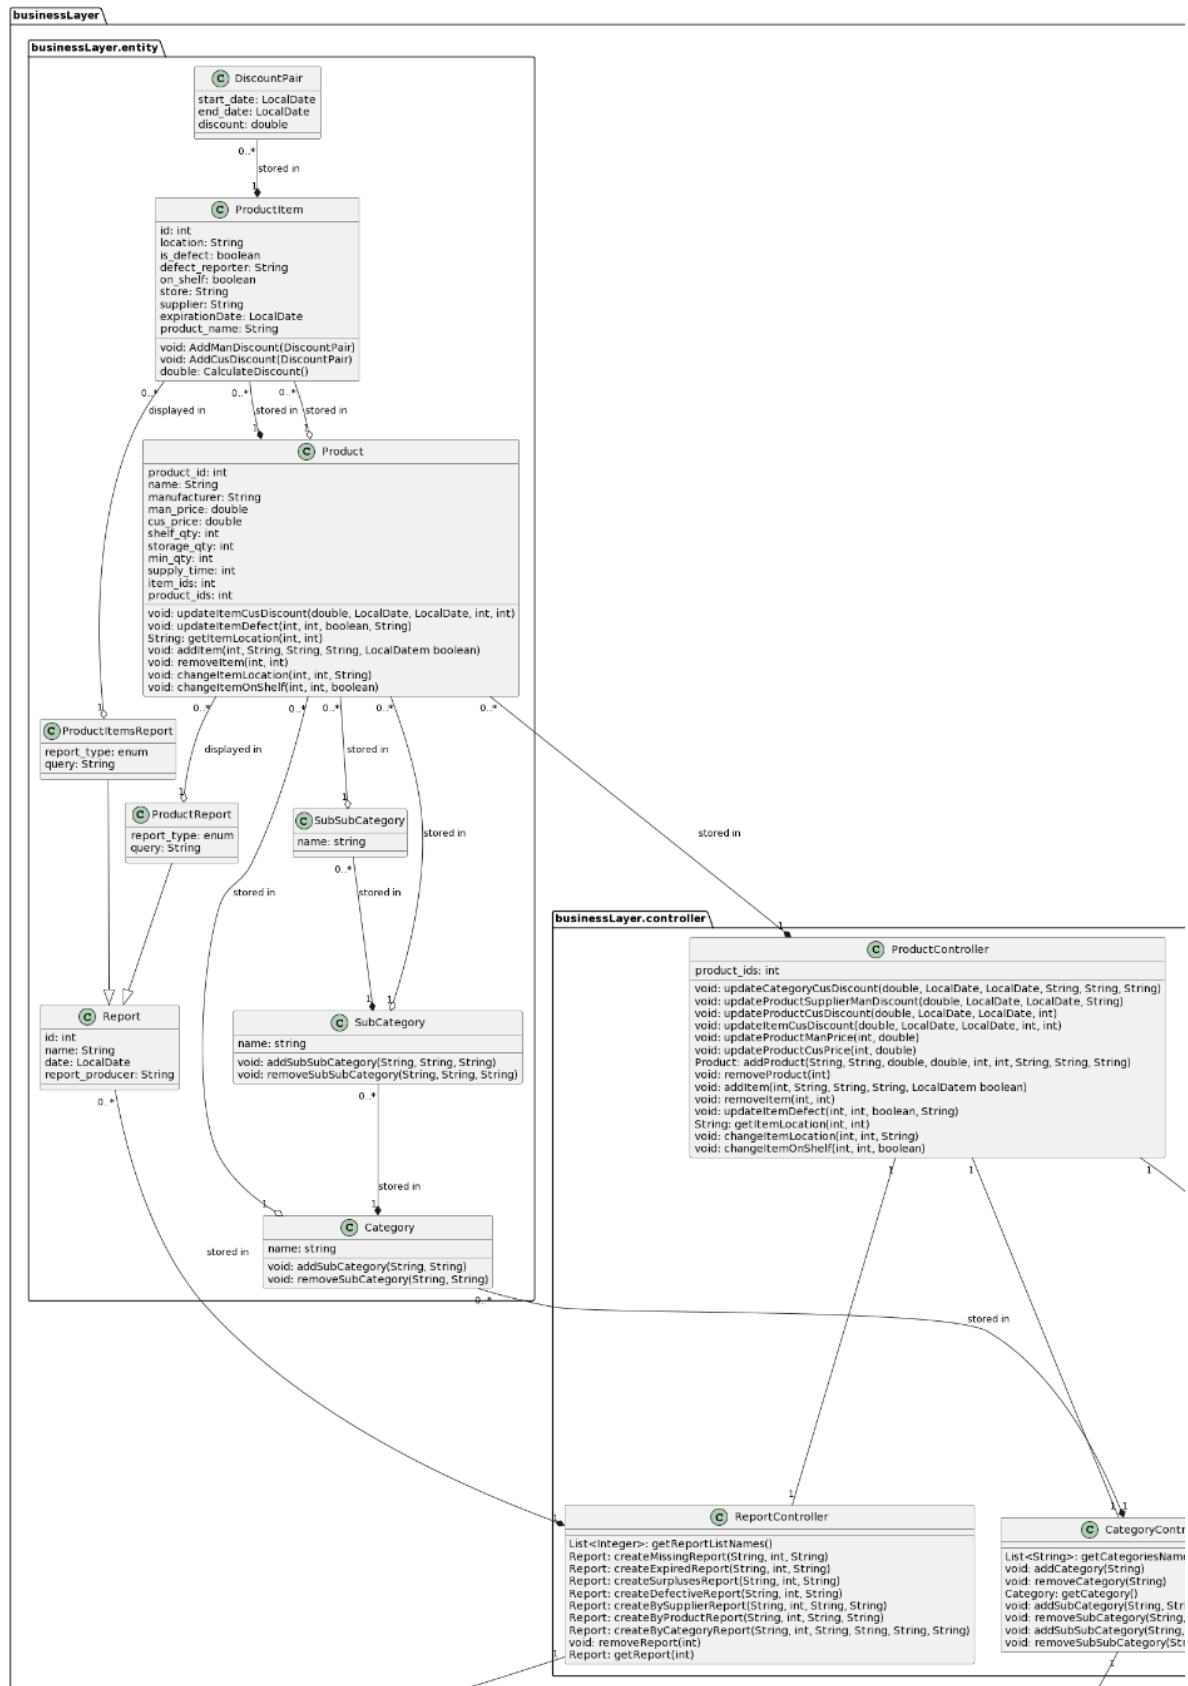 businessLayer
businessLayer.entity
C DiscountPair
start_date: LocalDate
end_date: LocalDate
discount: double
0..*
stored in
1
C ProductItem
id: int
location: String
is_defect: boolean
defect_reporter: String
on_shelf: boolean
store: String
supplier: String
expirationDate: LocalDate
product_name: String
void: AddManDiscount(DiscountPair)
void: AddCusDiscount(DiscountPair)
double: CalculateDiscount()
0..* 0..* 0..*
displayed in stored in stored in
1 1
C Product
product_id: int
name: String
manufacturer: String
man_price: double
cus_price: double
shelf_qty: int
storage_qty: int
min_qty: int
supply_time: int
item_ids: int
product_ids: int
void: updateItemCusDiscount(double, LocalDate, LocalDate, int, int)
void: updateItemDefect(int, int, boolean, String)
String: getItemLocation(int, int)
void: addItem(int, String, String, String, LocalDatem boolean)
void: removeItem(int, int)
void: changeItemLocation(int, int, String)
void: changeItemOnShelf(int, int, boolean)
1 0..* 0..* 0..* 0..* 0..*
C ProductItemsReport
report_type: enum
query: String
displayed in stored in
1 1
C ProductReport
report_type: enum
query: String
C SubSubCategory
name: string
stored in
stored in
0..*
stored in stored in
businessLayer.controller
1
C ProductController
product_ids: int
void: updateCategoryCusDiscount(double, LocalDate, LocalDate, String, String, String)
void: updateProductSupplierManDiscount(double, LocalDate, LocalDate, String, String)
void: updateProductCusDiscount(double, LocalDate, LocalDate, int)
void: updateItemCusDiscount(double, LocalDate, LocalDate, int, int)
void: updateProductManPrice(int, double)
void: updateProductCusPrice(int, double)
Product: addProduct(String, String, double, double, int, int, String, String, String)
void: removeProduct(int)
void: addItem(int, String, String, String, LocalDatem boolean)
void: removeItem(int, int)
void: updateItemDefect(int, int, boolean, String)
String: getItemLocation(int, int)
void: changeItemLocation(int, int, String)
void: changeItemOnShelf(int, int, boolean)
1 1 1
1 1
C Report
id: int
name: String
date: LocalDate
report_producer: String
0..*
C SubCategory
name: string
void: addSubSubCategory(String, String, String)
void: removeSubSubCategory(String, String, String)
0..*
stored in
1 1
C Category
name: string
void: addSubCategory(String, String)
void: removeSubCategory(String, String)
stored in
0..*
stored in
1 1 1 1
C ReportController
List<Integer>: getReportListNames()
Report: createMissingReport(String, int, String)
Report: createExpiredReport(String, int, String)
Report: createSurplusesReport(String, int, String)
Report: createDefectiveReport(String, int, String)
Report: createBySupplierReport(String, int, String, String)
Report: createByProductReport(String, int, String, String)
Report: createByCategoryReport(String, int, String, String, String, String)
void: removeReport(int)
Report: getReport(int)
1
C CategoryContr
List<String>: getCategoriesName
void: addCategory(String)
void: removeCategory(String)
Category: getCategory()
void: addSubCategory(String, Stri
void: removeSubCategory(String,
void: addSubSubCategory(String,
void: removeSubSubCategory(Str
1